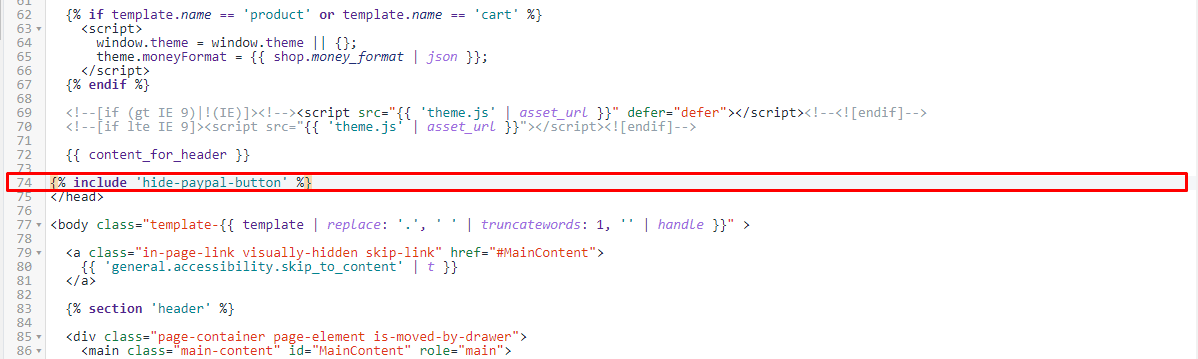 61
62 {% if template.name == 'product' or template.name == 'cart' %}
63 <script>
64 window.theme = window.theme || {};
65 theme.moneyFormat = {{ shop.money_format | json }};
66 </script>
67 {% endif %}
68
69 <!--[if (gt IE 9)|!(IE)]><!--><script src="{{ 'theme.js' | asset_url }}" defer="defer"></script><!--<![endif]-->
70 <!--[if lte IE 9]><script src="{{ 'theme.js' | asset_url }}"></script><![endif]-->
71
72 {{ content_for_header }}
73
74 {% include 'hide-paypal-button' %}
75 </head>
76
77 <body class="template-{{ template | replace: '.', ' ' | truncatewords: 1, '' | handle }}" >
78
79 <a class="in-page-link visually-hidden skip-link" href="#MainContent">
80 {{ 'general.accessibility.skip_to_content' | t }}
81 </a>
82
83 {% section 'header' %}
84
85 <div class="page-container page-element is-moved-by-drawer">
86 <main class="main-content" id="MainContent" role="main">